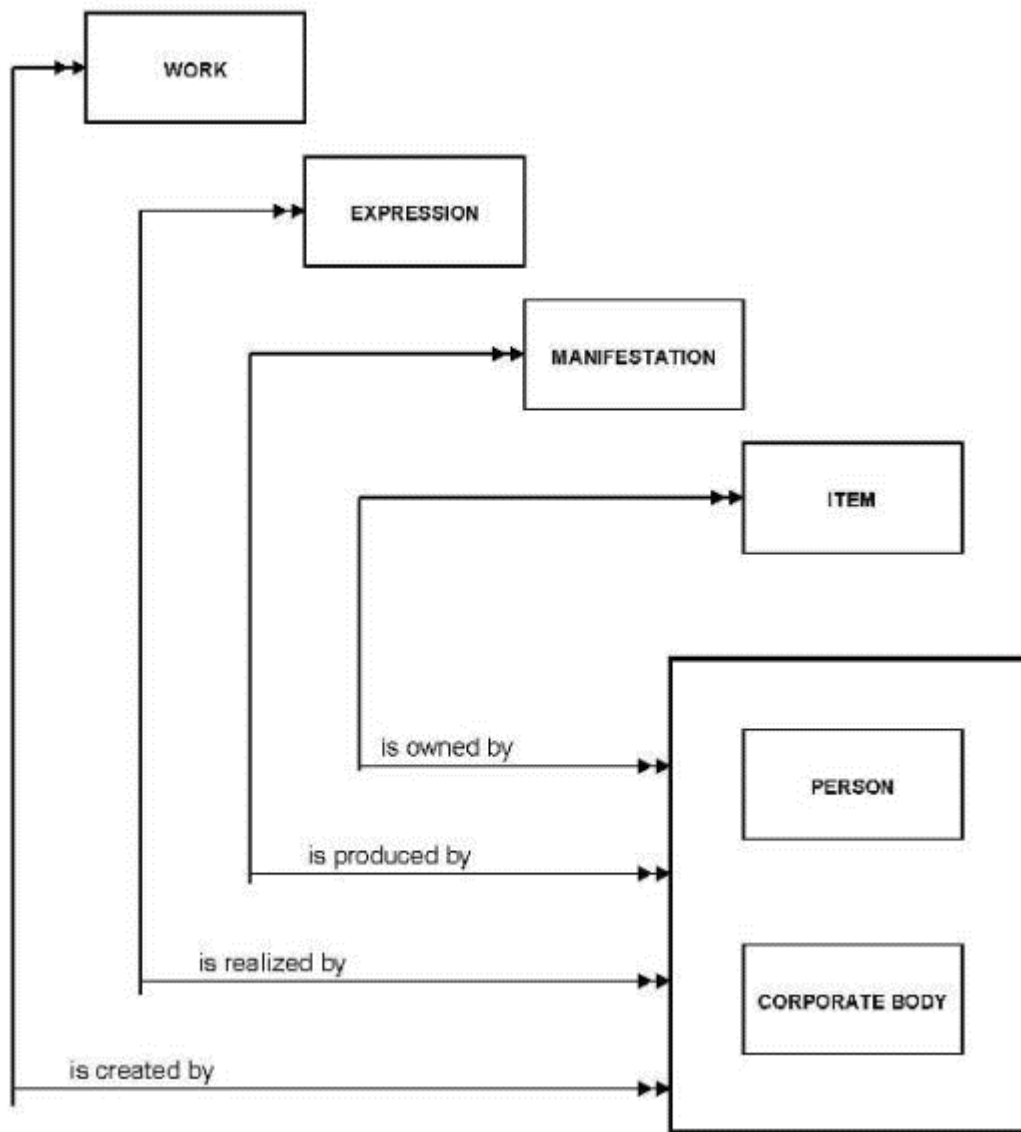 WORK
EXPRESSION
MANIFESTATION
ITEM
is owned by
PERSON
is produced by
is realized by
CORPORATE BODY
is created by